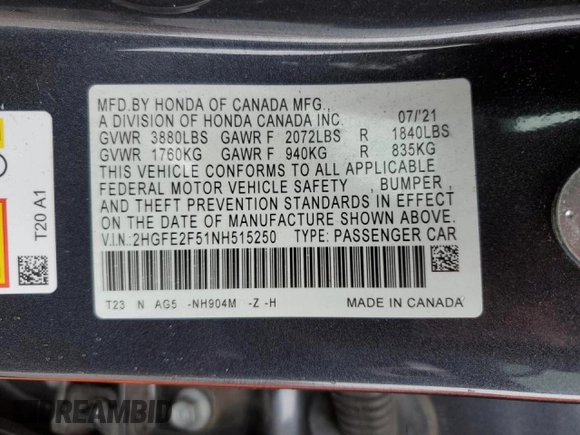 MFD.BY HONDA OF CANADA MFG.,
A DIVISION OF HONDA CANADA INC. 07/'21
GVWR 3880LBS GAWR F 2072LBS R 1840LBS
GVWR 1760KG GAWR F 940KG R 835KG
THIS VEHICLE CONFORMS TO ALL APPLICABLE
FEDERAL MOTOR VEHICLE SAFETY , BUMPER ,
AND THEFT PREVENTION STANDARDS IN EFFECT
ON THE DATE OF MANUFACTURE SHOWN ABOVE.
V.I.N.:2HGFE2F51NH515250 TYPE: PASSENGER CAR
T23 N AG5 -NH904M -Z -H MADE IN CANADA
T20 A1
DREAMBID